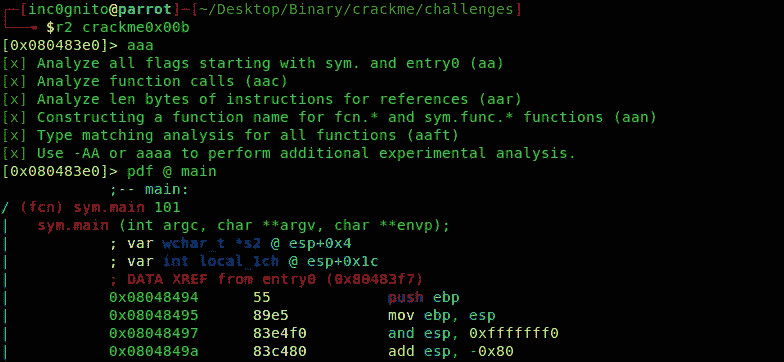 ┌─[inc0gnito@parrot]─[~/Desktop/Binary/crackme/challenges]
└──╼ $r2 crackme0x00b
[0x080483e0]> aaa
[x] Analyze all flags starting with sym. and entry0 (aa)
[x] Analyze function calls (aac)
[x] Analyze len bytes of instructions for references (aar)
[x] Constructing a function name for fcn.* and sym.func.* functions (aan)
[x] Type matching analysis for all functions (aaft)
[x] Use -AA or aaaa to perform additional experimental analysis.
[0x080483e0]> pdf @ main
;-- main:
/ (fcn) sym.main 101
| sym.main (int argc, char **argv, char **envp);
| ; var wchar_t *s2 @ esp+0x4
| ; var int local_1ch @ esp+0x1c
| ; DATA XREF from entry0 (0x80483f7)
| 0x08048494 55 push ebp
| 0x08048495 89e5 mov ebp, esp
| 0x08048497 83e4f0 and esp, 0xfffffff0
| 0x0804849a 83c480 add esp, -0x80